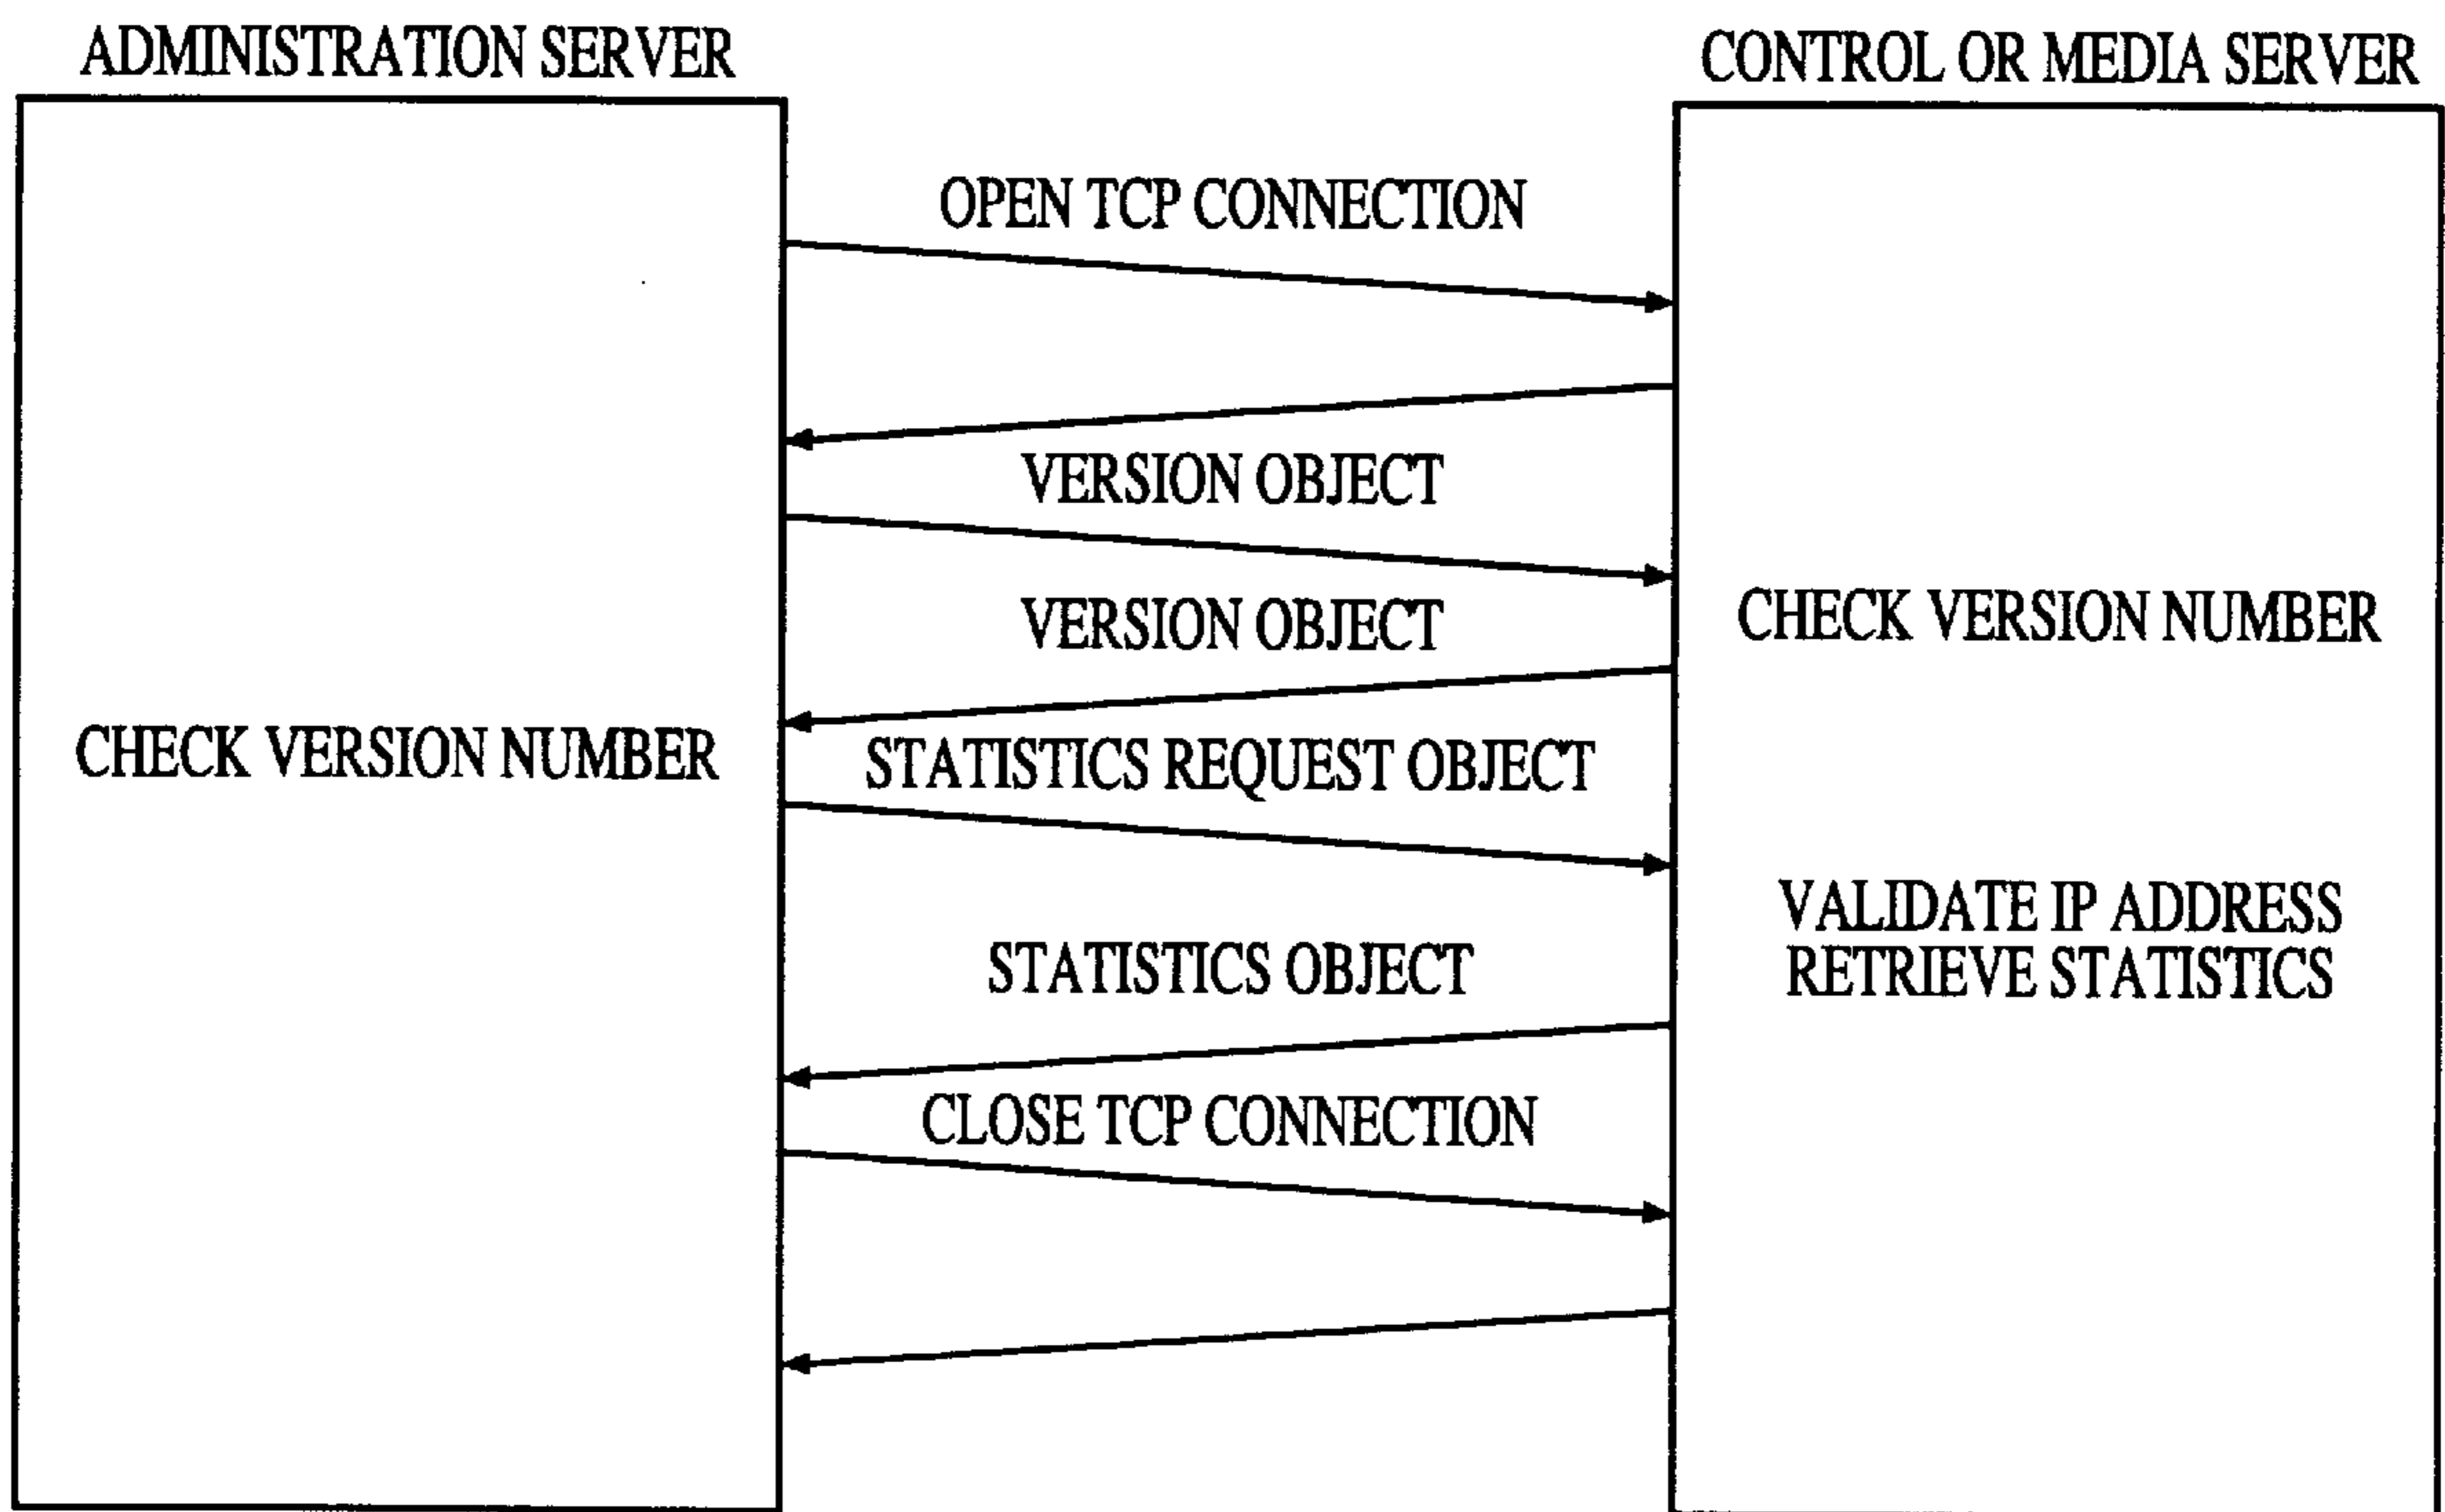 ADMINISTRATION SERVER
CONTROL OR MEDIA SERVER
OPEN TCP CONNECTION
VERSION OBJECT
VERSION OBJECT
CHECK VERSION NUMBER
CHECK VERSION NUMBER
STATISTICS REQUEST OBJECT
VALIDATE IP ADDRESS
RETRIEVE STATISTICS
STATISTICS OBJECT
CLOSE TCP CONNECTION